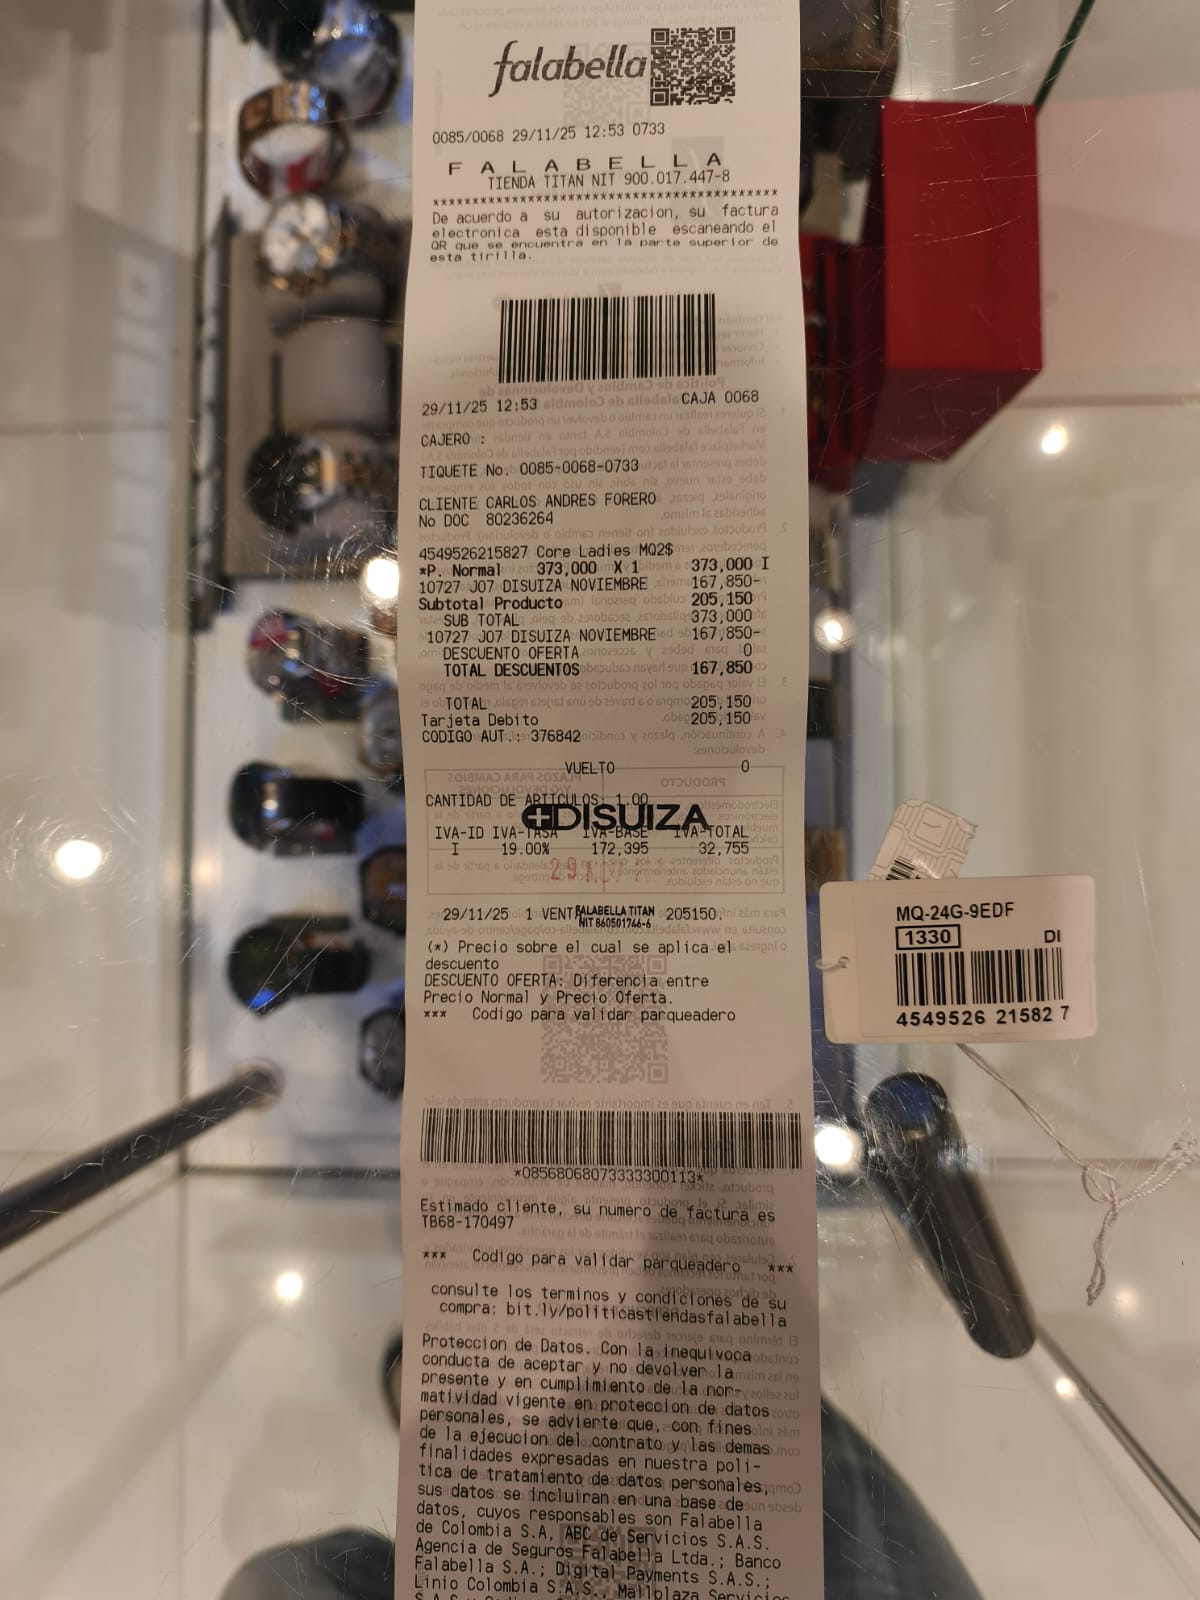 falabella
0085/0068 29/11/25 12:53 0733
F A L A B E L L A
TIENDA TITAN NIT 900.017.447-8
****************************************
De acuerdo a su autorizacion, su factura
electronica esta disponible escaneando el
QR que se encuentra en la parte superior de
esta tirilla.
29/11/25 12:53 CAJA 0068
CAJERO :
TIQUETE No. 0085-0068-0733
CLIENTE CARLOS ANDRES FORERO
No DOC 80236264
4549526215827 Core Ladies MQ2$
*P. Normal 373,000 X 1 373,000 I
10727 J07 DISUIZA NOVIEMBRE 167,850-
Subtotal Producto 205,150
SUB TOTAL 373,000
10727 J07 DISUIZA NOVIEMBRE 167,850-
DESCUENTO OFERTA 0
TOTAL DESCUENTOS 167,850
TOTAL 205,150
Tarjeta Debito 205,150
CODIGO AUT.: 376842
VUELTO 0
CANTIDAD DE ARTICULOS: 1.00
DISUIZA
IVA-ID IVA-TASA IVA-BASE IVA-TOTAL
I 19.00% 172,395 32,755
29 NOV
29/11/25 1 VENT 205150.
FALABELLA TITAN
NIT 860501746-6
(*) Precio sobre el cual se aplica el
descuento
DESCUENTO OFERTA: Diferencia entre
Precio Normal y Precio Oferta.
*** Codigo para validar parqueadero
*08568068073333300113*
Estimado cliente, su numero de factura es
TB68-170497
*** Codigo para validar parqueadero ***
consulte los terminos y condiciones de su
compra: bit.ly/politicastiendasfalabella
Proteccion de Datos. Con la inequivoca
conducta de aceptar y no devolver la
presente y en cumplimiento de la nor-
matividad vigente en proteccion de datos
personales, se advierte que, con fines
de la ejecucion del contrato y las demas
finalidades expresadas en nuestra poli-
tica de tratamiento de datos personales,
sus datos se incluiran en una base de
datos, cuyos responsables son Falabella
de Colombia S.A, ABC de Servicios S.A.S.
Agencia de Seguros Falabella Ltda.; Banco
Falabella S.A.; Digital Payments S.A.S.;
Linio Colombia S.A.S., Mallplaza Servicios
MQ-24G-9EDF
1330 DI
4549526 21582 7